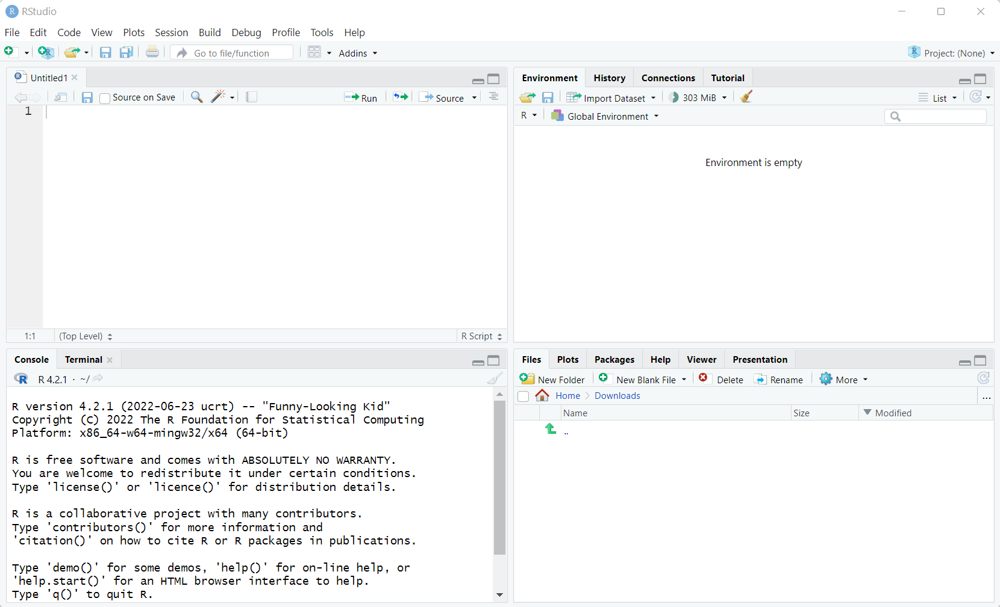 RStudio
File Edit Code View Plots Session Build Debug Profile Tools Help
Go to file/function Addins Project: (None)
Untitled1
Source on Save Run Source
1
1:1 (Top Level) R Script
Environment History Connections Tutorial
Import Dataset 303 MiB List
R Global Environment
Environment is empty
Console Terminal
R 4.2.1 · ~/
R version 4.2.1 (2022-06-23 ucrt) -- "Funny-Looking Kid"
Copyright (C) 2022 The R Foundation for Statistical Computing
Platform: x86_64-w64-mingw32/x64 (64-bit)
R is free software and comes with ABSOLUTELY NO WARRANTY.
You are welcome to redistribute it under certain conditions.
Type 'license()' or 'licence()' for distribution details.
R is a collaborative project with many contributors.
Type 'contributors()' for more information and
'citation()' on how to cite R or R packages in publications.
Type 'demo()' for some demos, 'help()' for on-line help, or
'help.start()' for an HTML browser interface to help.
Type 'q()' to quit R.
Files Plots Packages Help Viewer Presentation
New Folder New Blank File Delete Rename More
Home Downloads ...
Name Size Modified
..